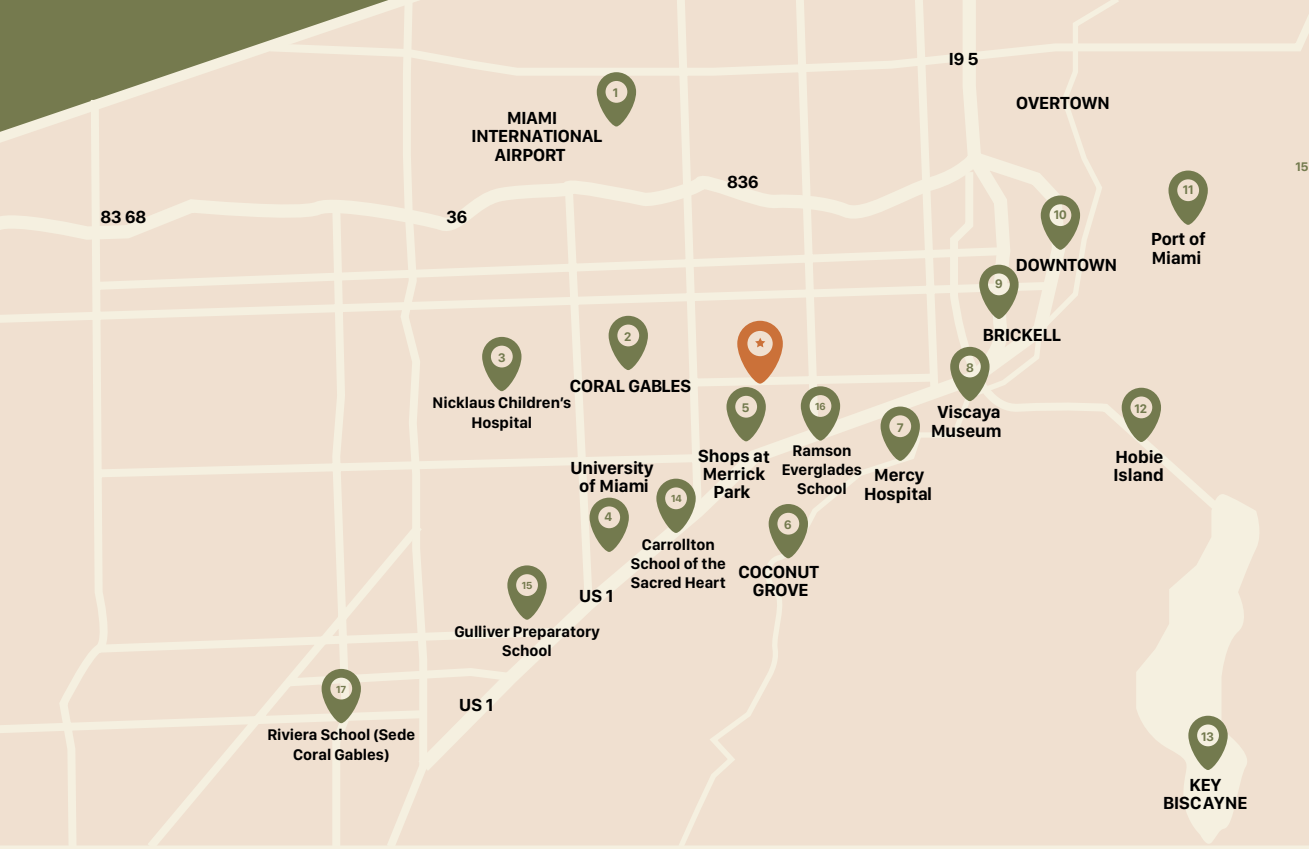 I9 5
1
OVERTOWN
MIAMI
INTERNATIONAL
AIRPORT
15
836
11
83 68
36
10
Port of
Miami
DOWNTOWN
9
BRICKELL
2
3
CORAL GABLES
8
Nicklaus Children's
Hospital
5
16
12
Viscaya
Museum
7
Shops at
Merrick
Park
Ramson
Everglades
School
Hobie
Island
Mercy
Hospital
University
of Miami
14
4
6
Carrollton
School of the
Sacred Heart
COCONUT
GROVE
15
US 1
Gulliver Preparatory
School
17
US 1
Riviera School (Sede
Coral Gables)
13
KEY
BISCAYNE